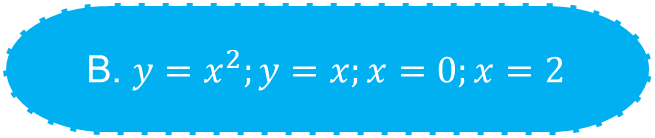 B. y = x²; y = x; x = 0; x = 2